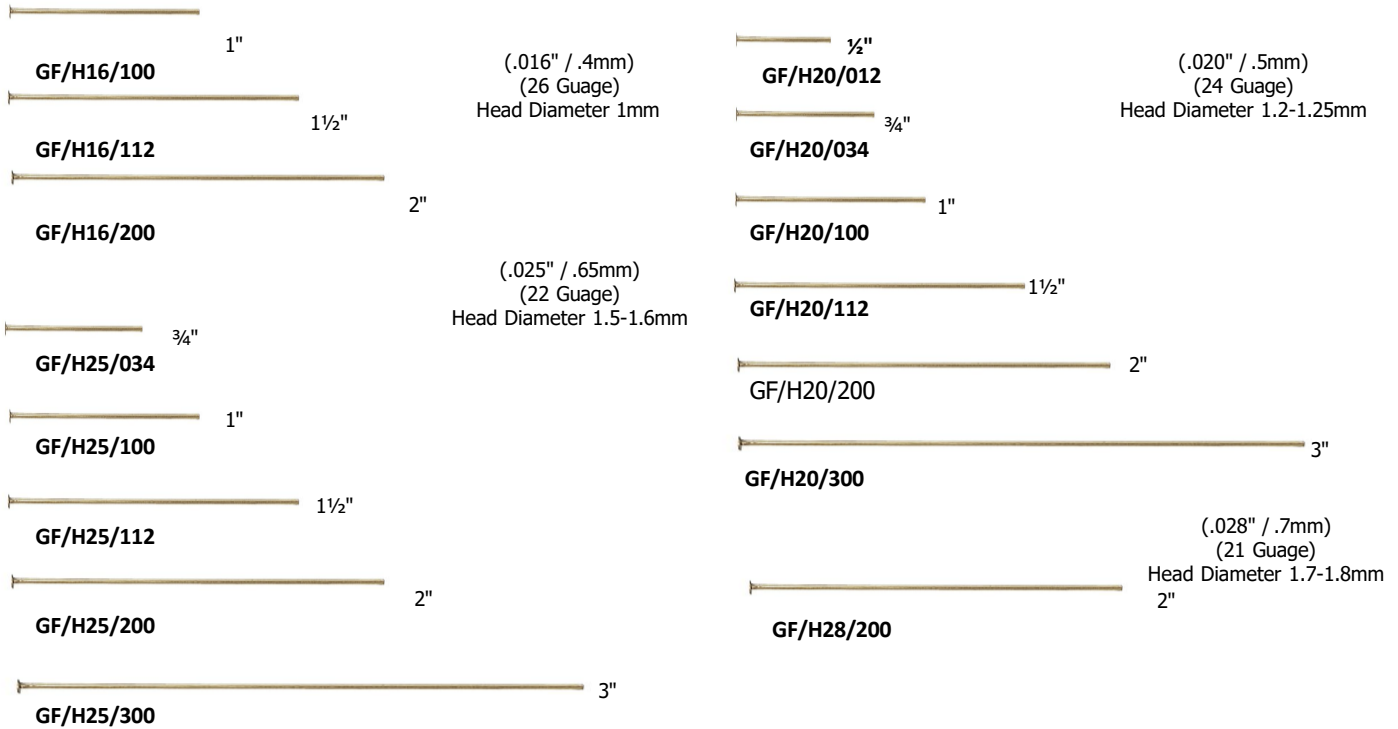 1"
GF/H16/100
1½"
GF/H16/112
2"
GF/H16/200
(.016" / .4mm)
(26 Guage)
Head Diameter 1mm
(.025" / .65mm)
(22 Guage)
Head Diameter 1.5-1.6mm
¾"
GF/H25/034
1"
GF/H25/100
1½"
GF/H25/112
2"
GF/H25/200
3"
GF/H25/300
½"
GF/H20/012
(.020" / .5mm)
(24 Guage)
Head Diameter 1.2-1.25mm
¾"
GF/H20/034
1"
GF/H20/100
1½"
GF/H20/112
2"
GF/H20/200
3"
GF/H20/300
(.028" / .7mm)
(21 Guage)
Head Diameter 1.7-1.8mm
2"
GF/H28/200